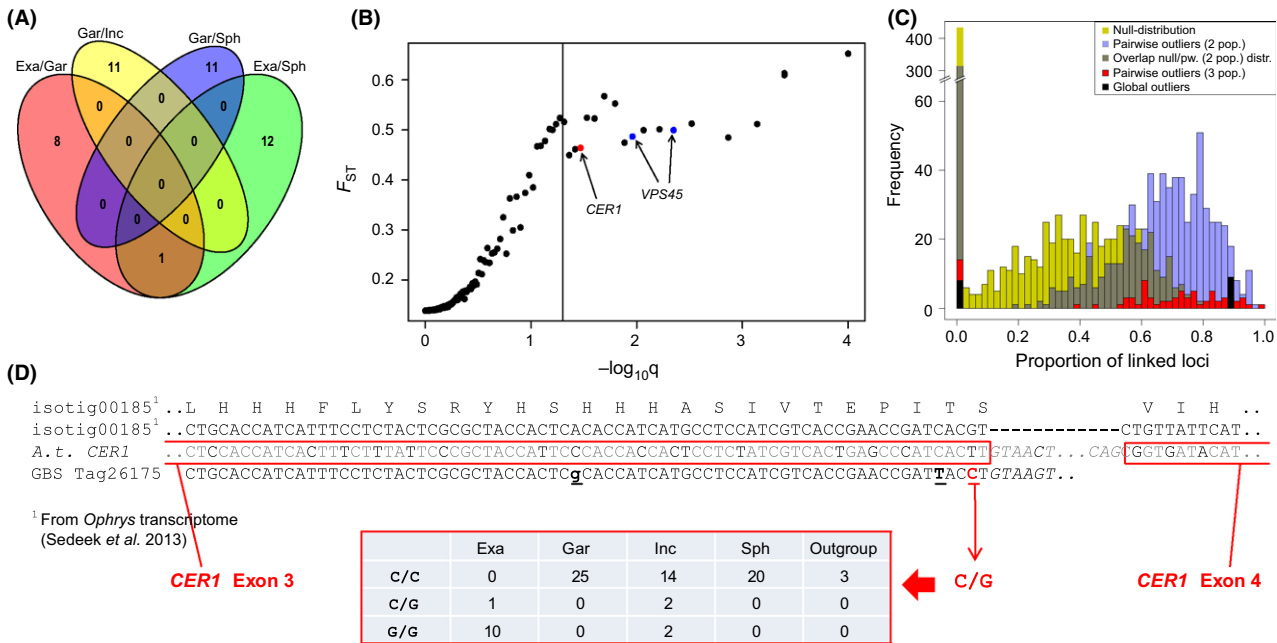 (A)
Gar/Inc
Gar/Sph
Exa/Gar
Exa/Sph
11
11
0
0
0
8
0
0
12
0
0
0
0
0
0
1
(B)
FST
0.6
0.5
0.4
0.3
0.2
CER1
VPS45
0
1
2
3
4
–log10q
(C)
Frequency
400
300
60
40
20
0
Null-distribution
Pairwise outliers (2 pop.)
Overlap null/pw. (2 pop.) distr.
Pairwise outliers (3 pop.)
Global outliers
0.0
0.2
0.4
0.6
0.8
1.0
Proportion of linked loci
(D)
isotig00185¹ ..L H H H F L Y S R Y H S H H H A S I V T E P I T S V I H ..
isotig00185¹ ..CTGCACCATCATTTCCTCTACTCGCGCTACCACTCACACCATCATGCCTCCATCGTCACCGAACCGATCACGT-------------CTGTTATTCAT..
A.t. CER1 ..CTCCACCATCACTTTCTTTATTCCCGCTACCATTCCCACCACCACTCCTCTATCGTCACTGAGCCCATCACTTGTAACT...CAGCGGTGATACAT..
GBS Tag26175 CTGCACCATCATTTCCTCTACTCGCGCTACCACTCgCACCATCATGCCTCCATCGTCACCGAACCGATTACCTGTAAGT..
¹ From Ophrys transcriptome
(Sedeek et al. 2013)
CER1 Exon 3
C/G
CER1 Exon 4
Exa Gar Inc Sph Outgroup
C/C 0 25 14 20 3
C/G 1 0 2 0 0
G/G 10 0 2 0 0